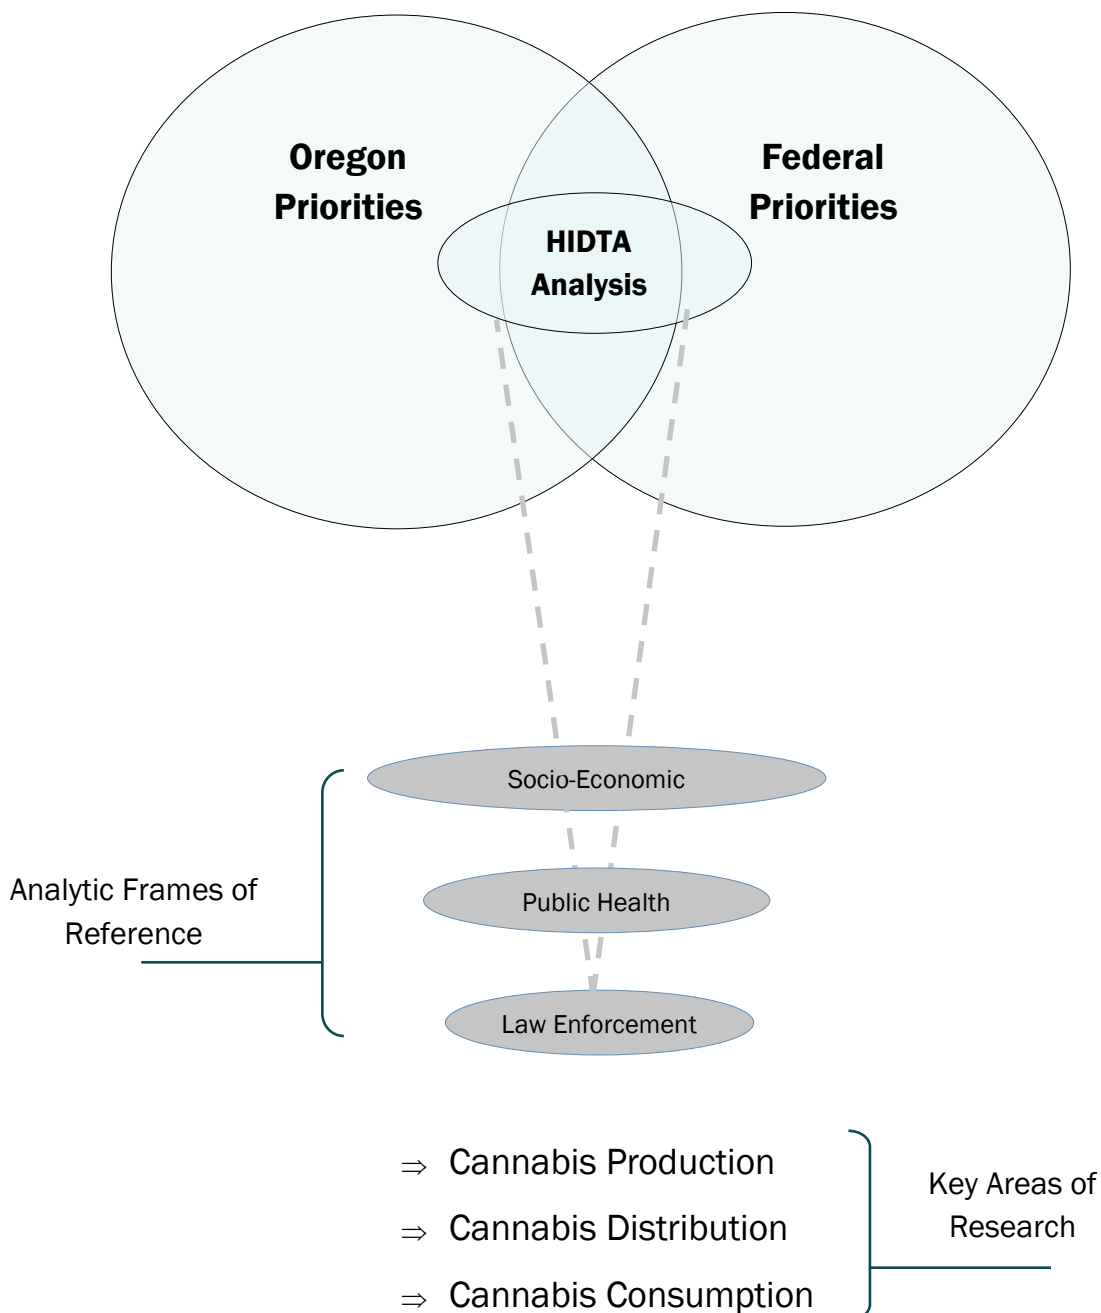 Oregon
Priorities
Federal
Priorities
HIDTA
Analysis
Socio-Economic
Analytic Frames of
Reference
Public Health
Law Enforcement
⇒ Cannabis Production
⇒ Cannabis Distribution
⇒ Cannabis Consumption
Key Areas of
Research